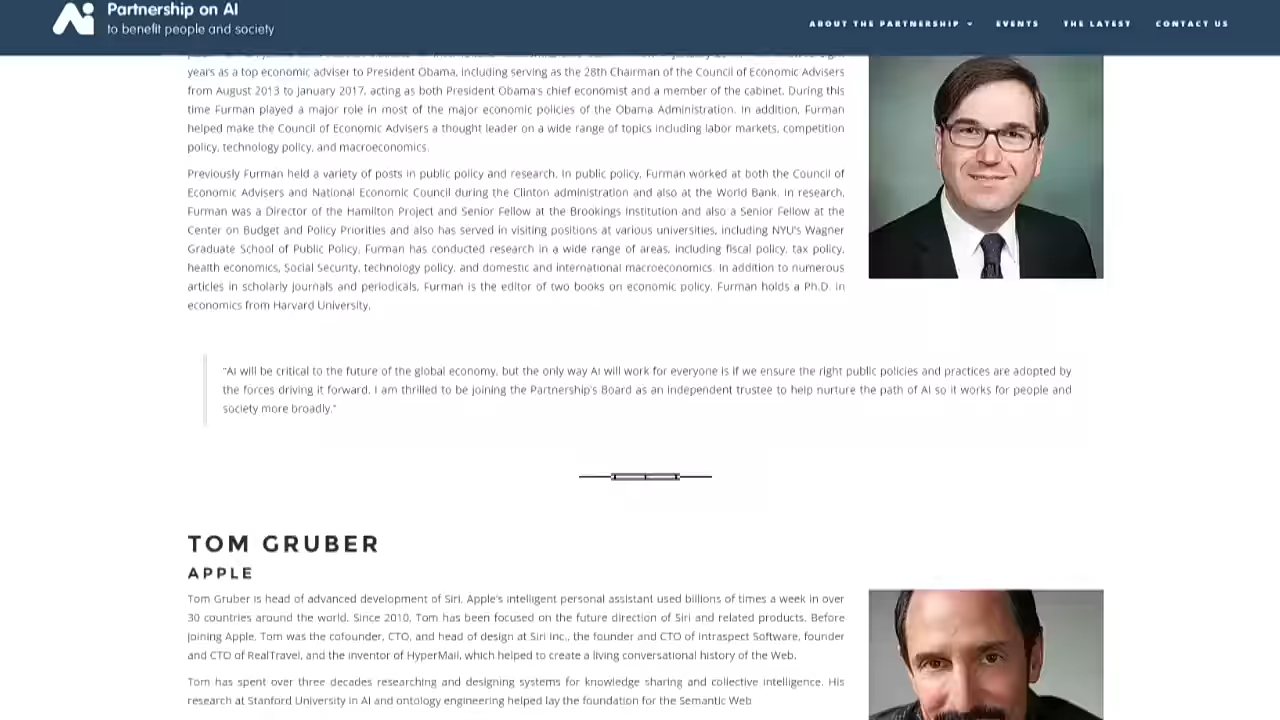 Partnership on AI
to benefit people and society
ABOUT THE PARTNERSHIP
EVENTS
THE LATEST
CONTACT US
years as a top economic adviser to President Obama, including serving as the 28th Chairman of the Council of Economic Advisers
from August 2013 to January 2017, acting as both President Obama's chief economist and a member of the cabinet. During this
time Furman played a major role in most of the major economic policies of the Obama Administration. In addition, Furman
helped make the Council of Economic Advisers a thought leader on a wide range of topics including labor markets, competition
policy, technology policy, and macroeconomics.
Previously Furman held a variety of posts in public policy and research. In public policy, Furman worked at both the Council of
Economic Advisers and National Economic Council during the Clinton administration and also at the World Bank. In research,
Furman was a Director of the Hamilton Project and Senior Fellow at the Brookings Institution and also a Senior Fellow at the
Center on Budget and Policy Priorities and also has served in visiting positions at various universities, including NYU's Wagner
Graduate School of Public Policy. Furman has conducted research in a wide range of areas, including fiscal policy, tax policy,
health economics, Social Security, technology policy, and domestic and international macroeconomics. In addition to numerous
articles in scholarly journals and periodicals, Furman is the editor of two books on economic policy. Furman holds a Ph.D. in
economics from Harvard University.
"AI will be critical to the future of the global economy, but the only way AI will work for everyone is if we ensure the right public policies and practices are adopted by
the forces driving it forward. I am thrilled to be joining the Partnership's Board as an independent trustee to help nurture the path of AI so it works for people and
society more broadly."
TOM GRUBER
APPLE
Tom Gruber is head of advanced development of Siri, Apple's intelligent personal assistant used billions of times a week in over
30 countries around the world. Since 2010, Tom has been focused on the future direction of Siri and related products. Before
joining Apple, Tom was the cofounder, CTO, and head of design at Siri Inc., the founder and CTO of Intraspect Software, founder
and CTO of RealTravel, and the inventor of HyperMail, which helped to create a living conversational history of the Web.
Tom has spent over three decades researching and designing systems for knowledge sharing and collective intelligence. His
research at Stanford University in AI and ontology engineering helped lay the foundation for the Semantic Web